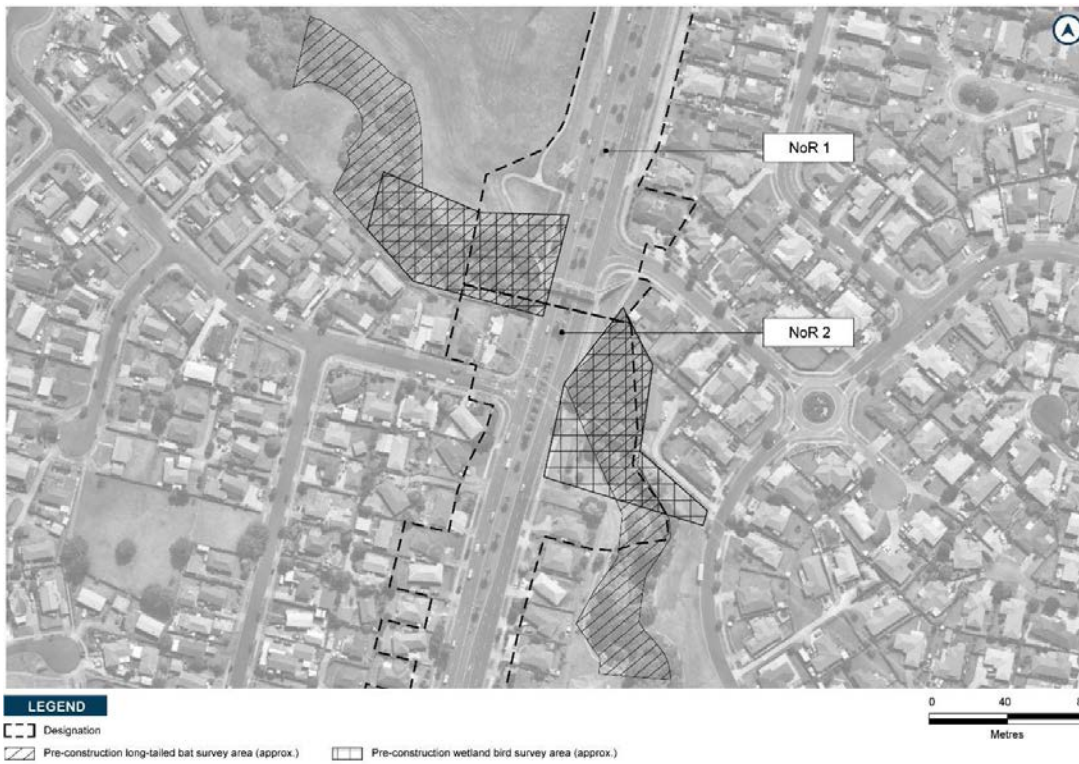 NoR 1
NoR 2
LEGEND
Designation
Pre-construction long-tailed bat survey area (approx.)
Pre-construction wetland bird survey area (approx.)
0 40 8
Metres